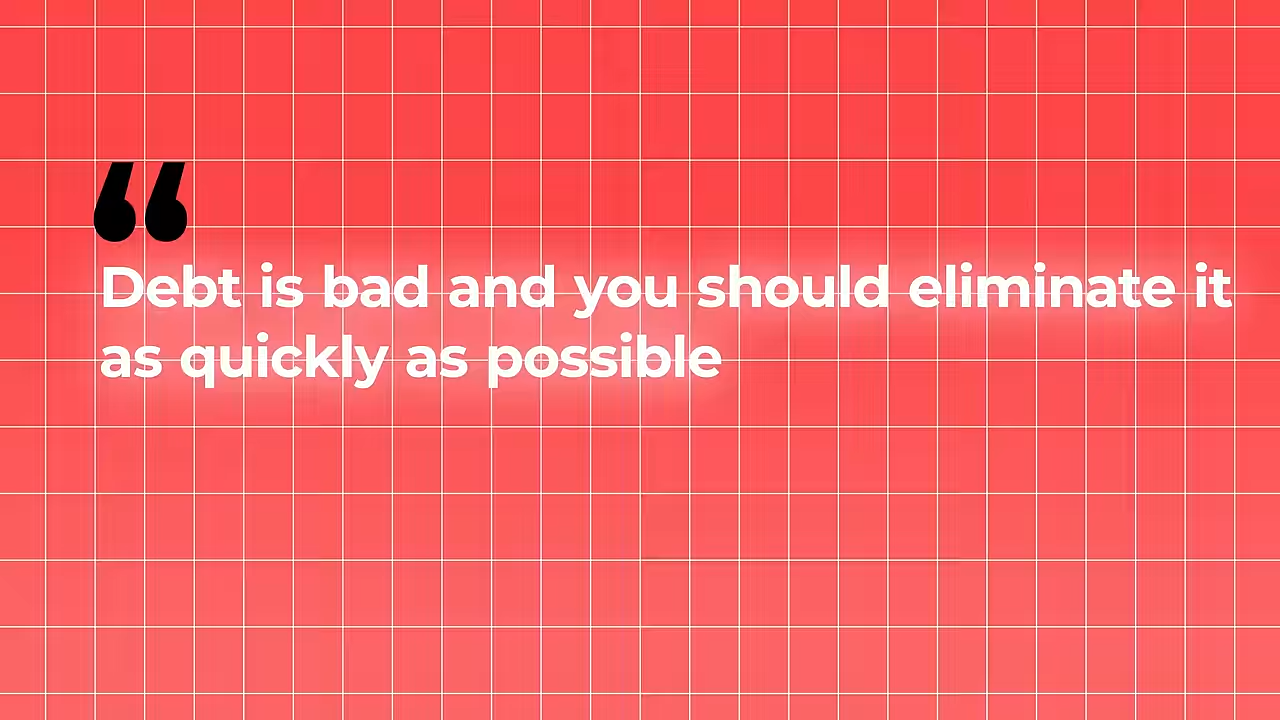 “
Debt is bad and you should eliminate it
as quickly as possible